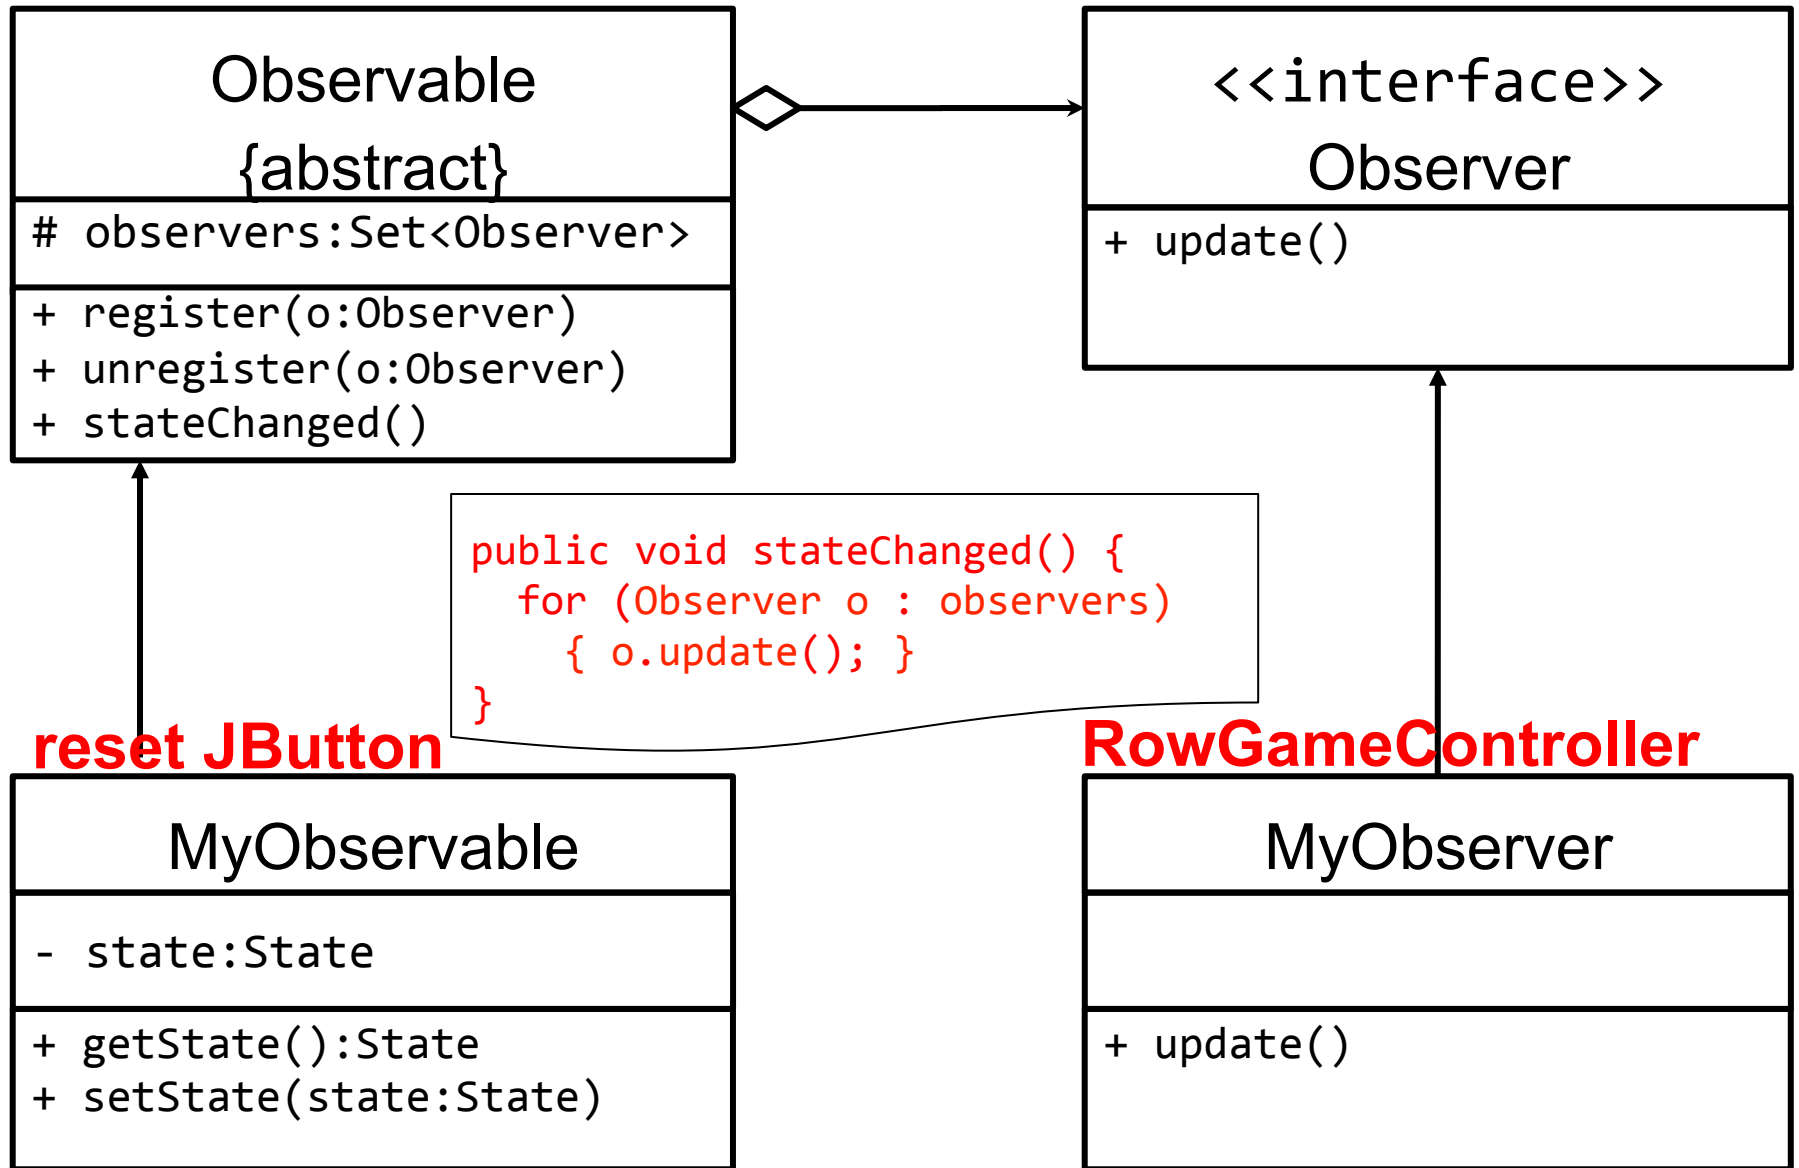 Observable
{abstract}
# observers:Set<Observer>
+ register(o:Observer)
+ unregister(o:Observer)
+ stateChanged()
<<interface>>
Observer
+ update()
public void stateChanged() {
for (Observer o : observers)
{ o.update(); }
}
reset JButton
MyObservable
- state:State
+ getState():State
+ setState(state:State)
RowGameController
MyObserver
+ update()